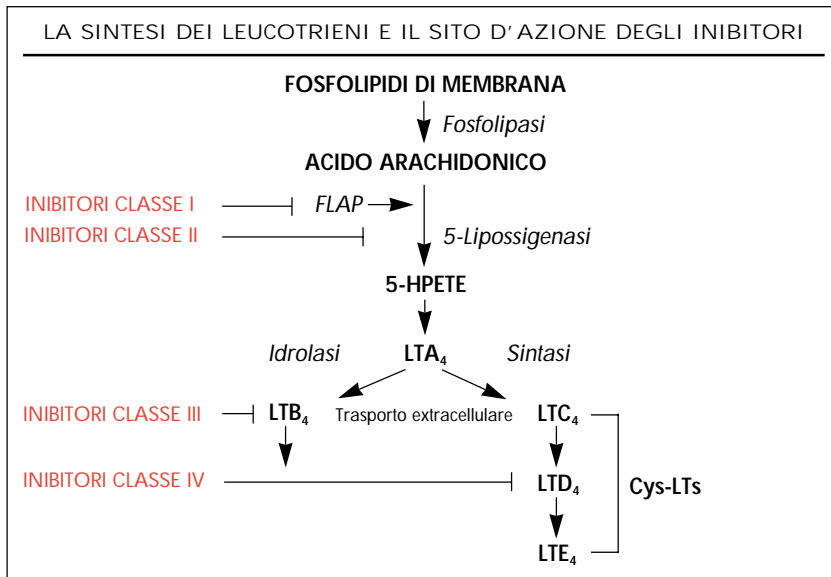 LA SINTESI DEI LEUCOTRIENI E IL SITO D'AZIONE DEGLI INIBITORI
FOSFOLIPIDI DI MEMBRANA
Fosfolipasi
ACIDO ARACHIDONICO
INIBITORI CLASSE I FLAP
INIBITORI CLASSE II 5-Lipossigenasi
5-HPETE
Idrolasi LTA₄ Sintasi
INIBITORI CLASSE III LTB₄ Trasporto extracellulare LTC₄
INIBITORI CLASSE IV LTD₄ Cys-LTs
LTE₄